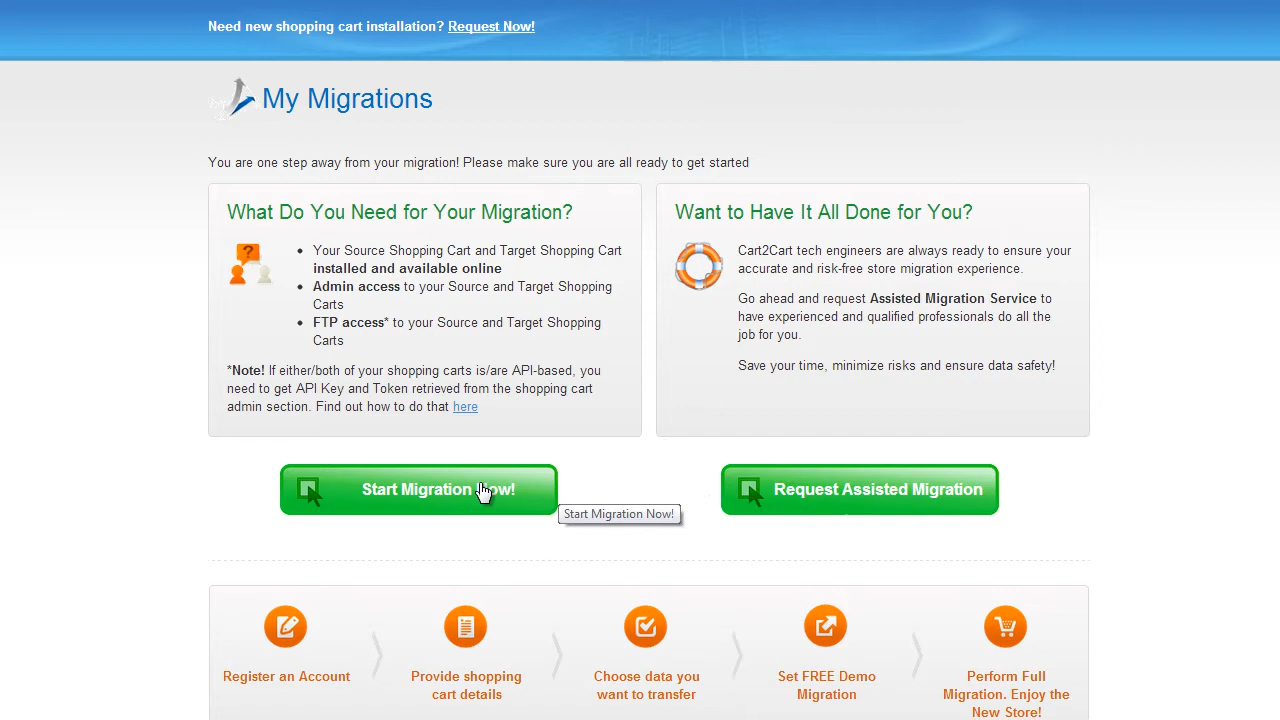 Need new shopping cart installation? Request Now!
My Migrations
You are one step away from your migration! Please make sure you are all ready to get started
What Do You Need for Your Migration?
• Your Source Shopping Cart and Target Shopping Cart
installed and available online
• Admin access to your Source and Target Shopping
Carts
• FTP access* to your Source and Target Shopping
Carts
*Note! If either/both of your shopping carts is/are API-based, you
need to get API Key and Token retrieved from the shopping cart
admin section. Find out how to do that here
Want to Have It All Done for You?
Cart2Cart tech engineers are always ready to ensure your
accurate and risk-free store migration experience.
Go ahead and request Assisted Migration Service to
have experienced and qualified professionals do all the
job for you.
Save your time, minimize risks and ensure data safety!
Start Migration Now!
Start Migration Now!
Request Assisted Migration
Register an Account
Provide shopping
cart details
Choose data you
want to transfer
Set FREE Demo
Migration
Perform Full
Migration. Enjoy the
New Store!